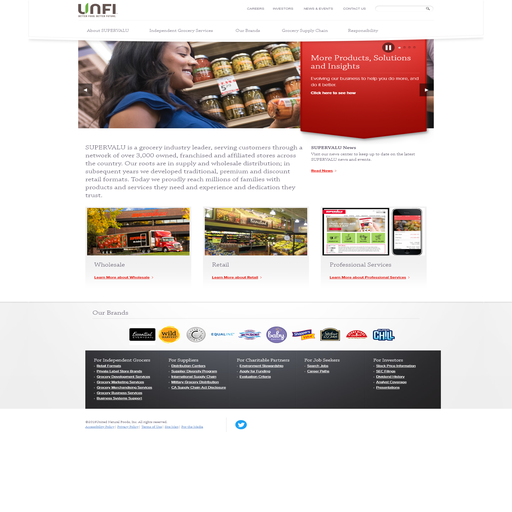 UNFI
BETTER FOOD. BETTER FUTURE.
CAREERS INVESTORS NEWS & EVENTS CONTACT US
About SUPERVALU Independent Grocery Services Our Brands Grocery Supply Chain Responsibility
More Products, Solutions
and Insights
Evolving our business to help you do more, and
do it better.
Click here to see how
SUPERVALU is a grocery industry leader, serving customers through a
network of over 3,000 owned, franchised and affiliated stores across
the country. Our roots are in supply and wholesale distribution; in
subsequent years we developed traditional, premium and discount
retail formats. Today we proudly reach millions of families with
products and services they need and experience and dedication they
trust.
SUPERVALU News
Visit our news center to keep up to date on the latest
SUPERVALU news and events.
Read News
Wholesale
Learn More about Wholesale
Retail
Learn More about Retail
Professional Services
Learn More about Professional Services
Our Brands
Essential
wild
EQUALINE
baby
CHILL
For Independent Grocers
Retail Formats
Private Label Store Brands
Grocery Development Services
Grocery Marketing Services
Grocery Merchandising Services
Grocery Business Services
Business Systems Support
For Suppliers
Distribution Centers
Supplier Diversity Program
International Supply Chain
Military Grocery Distribution
CA Supply Chain Act Disclosure
For Charitable Partners
Environment Stewardship
Apply for Funding
Evaluation Criteria
For Job Seekers
Search Jobs
Career Paths
For Investors
Stock Price Information
SEC Filings
Dividend History
Analyst Coverage
Presentations
©2018 United Natural Foods, Inc. All rights reserved.
Accessibility Policy Privacy Policy Terms of Use Site Map For the Media